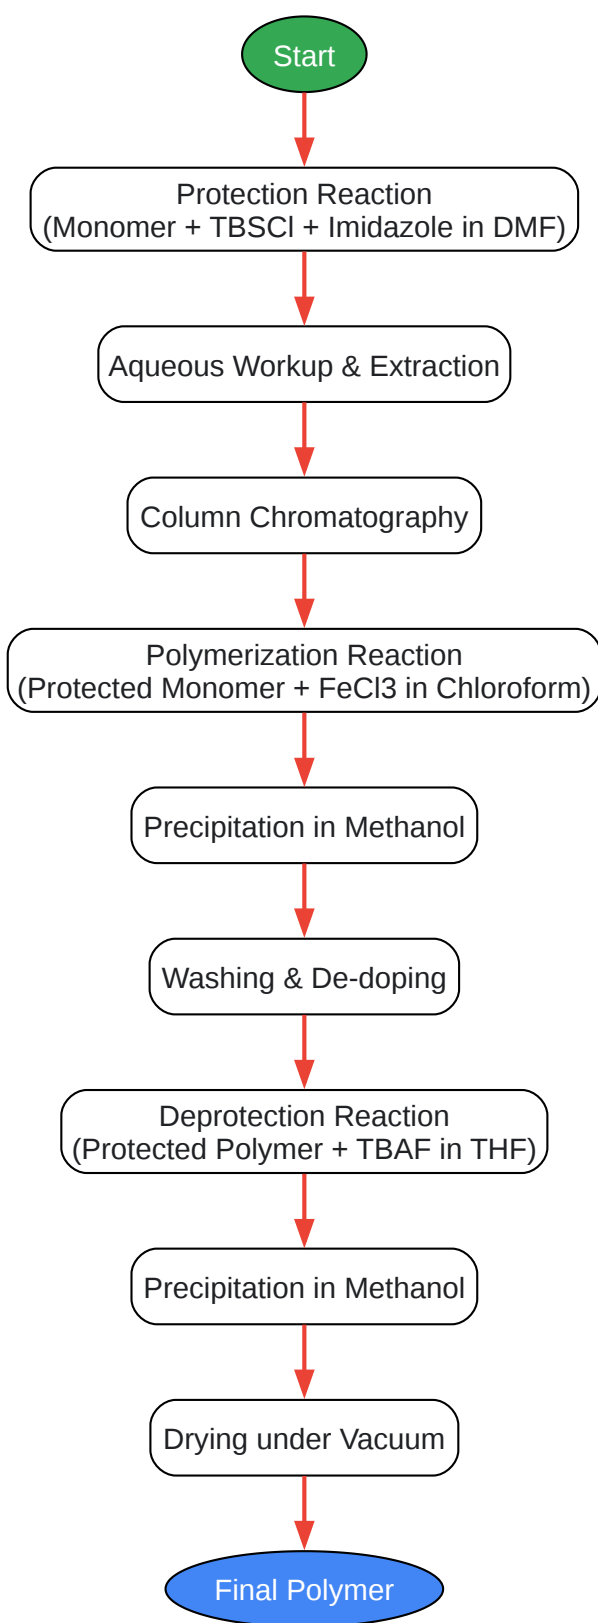 Start
Protection Reaction
(Monomer + TBSCl + Imidazole in DMF)
Aqueous Workup & Extraction
Column Chromatography
Polymerization Reaction
(Protected Monomer + FeCl3 in Chloroform)
Precipitation in Methanol
Washing & De-doping
Deprotection Reaction
(Protected Polymer + TBAF in THF)
Precipitation in Methanol
Drying under Vacuum
Final Polymer